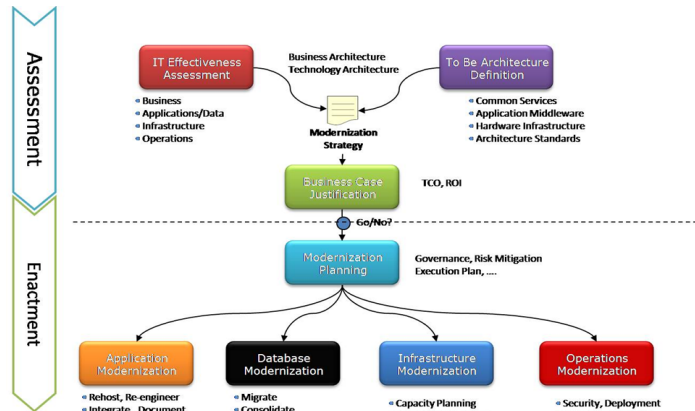 Assessment
IT Effectiveness
Assessment
Business Architecture
Technology Architecture
To Be Architecture
Definition
Business
Applications/Data
Infrastructure
Operations
Modernization
Strategy
Common Services
Application Middleware
Hardware Infrastructure
Architecture Standards
Business Case
Justification
TCO, ROI
Go/No?
Enactment
Modernization
Planning
Governance, Risk Mitigation
Execution Plan, ....
Application
Modernization
Database
Modernization
Infrastructure
Modernization
Operations
Modernization
Rehost, Re-engineer
Integrate, Document
Migrate
Consolidate
Capacity Planning
Security, Deployment